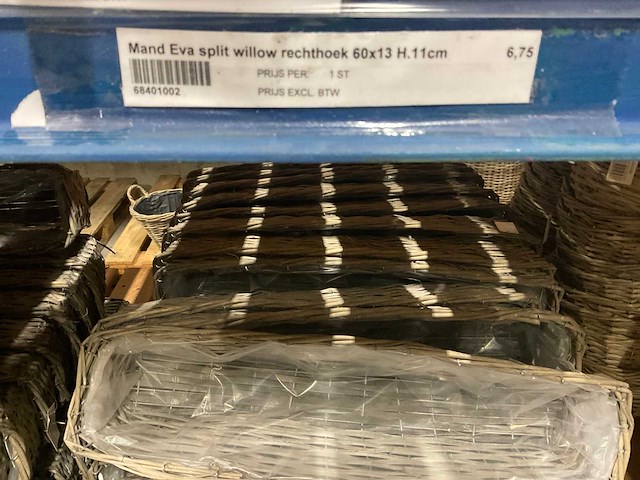 Mand Eva split willow rechthoek 60x13 H.11cm 6,75
PRIJS PER: 1 ST
68401002 PRIJS EXCL. BTW